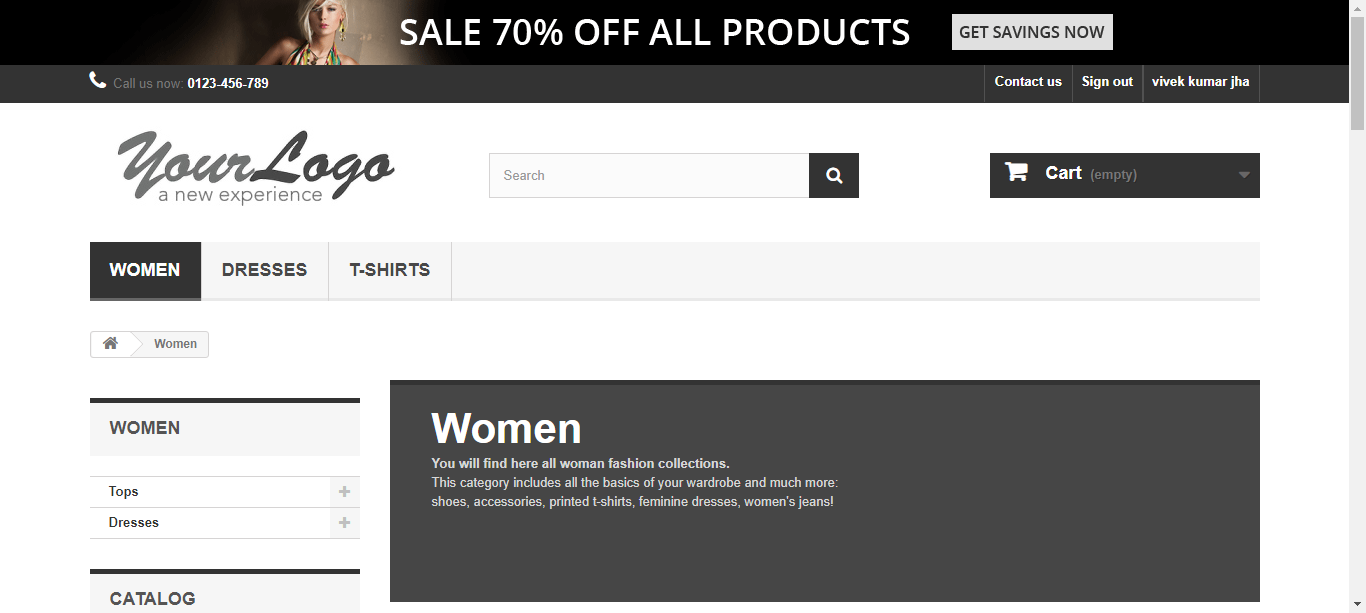 SALE 70% OFF ALL PRODUCTS GET SAVINGS NOW
Call us now: 0123-456-789 Contact us Sign out vivek kumar jha
Your Logo
a new experience
Search
Cart (empty)
WOMEN DRESSES T-SHIRTS
Women
WOMEN
Tops
Dresses
CATALOG
Women
You will find here all woman fashion collections.
This category includes all the basics of your wardrobe and much more:
shoes, accessories, printed t-shirts, feminine dresses, women's jeans!